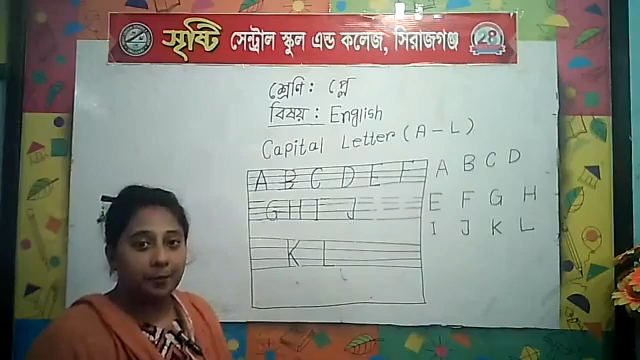 সৃষ্টি সেন্ট্রাল স্কুল এন্ড কলেজ, সিরাজগঞ্জ
শ্রেণি : প্লে
বিষয় : English
Capital Letter (A - L)
A B C D E F
G H I J
K L
A B C D
E F G H
I J K L